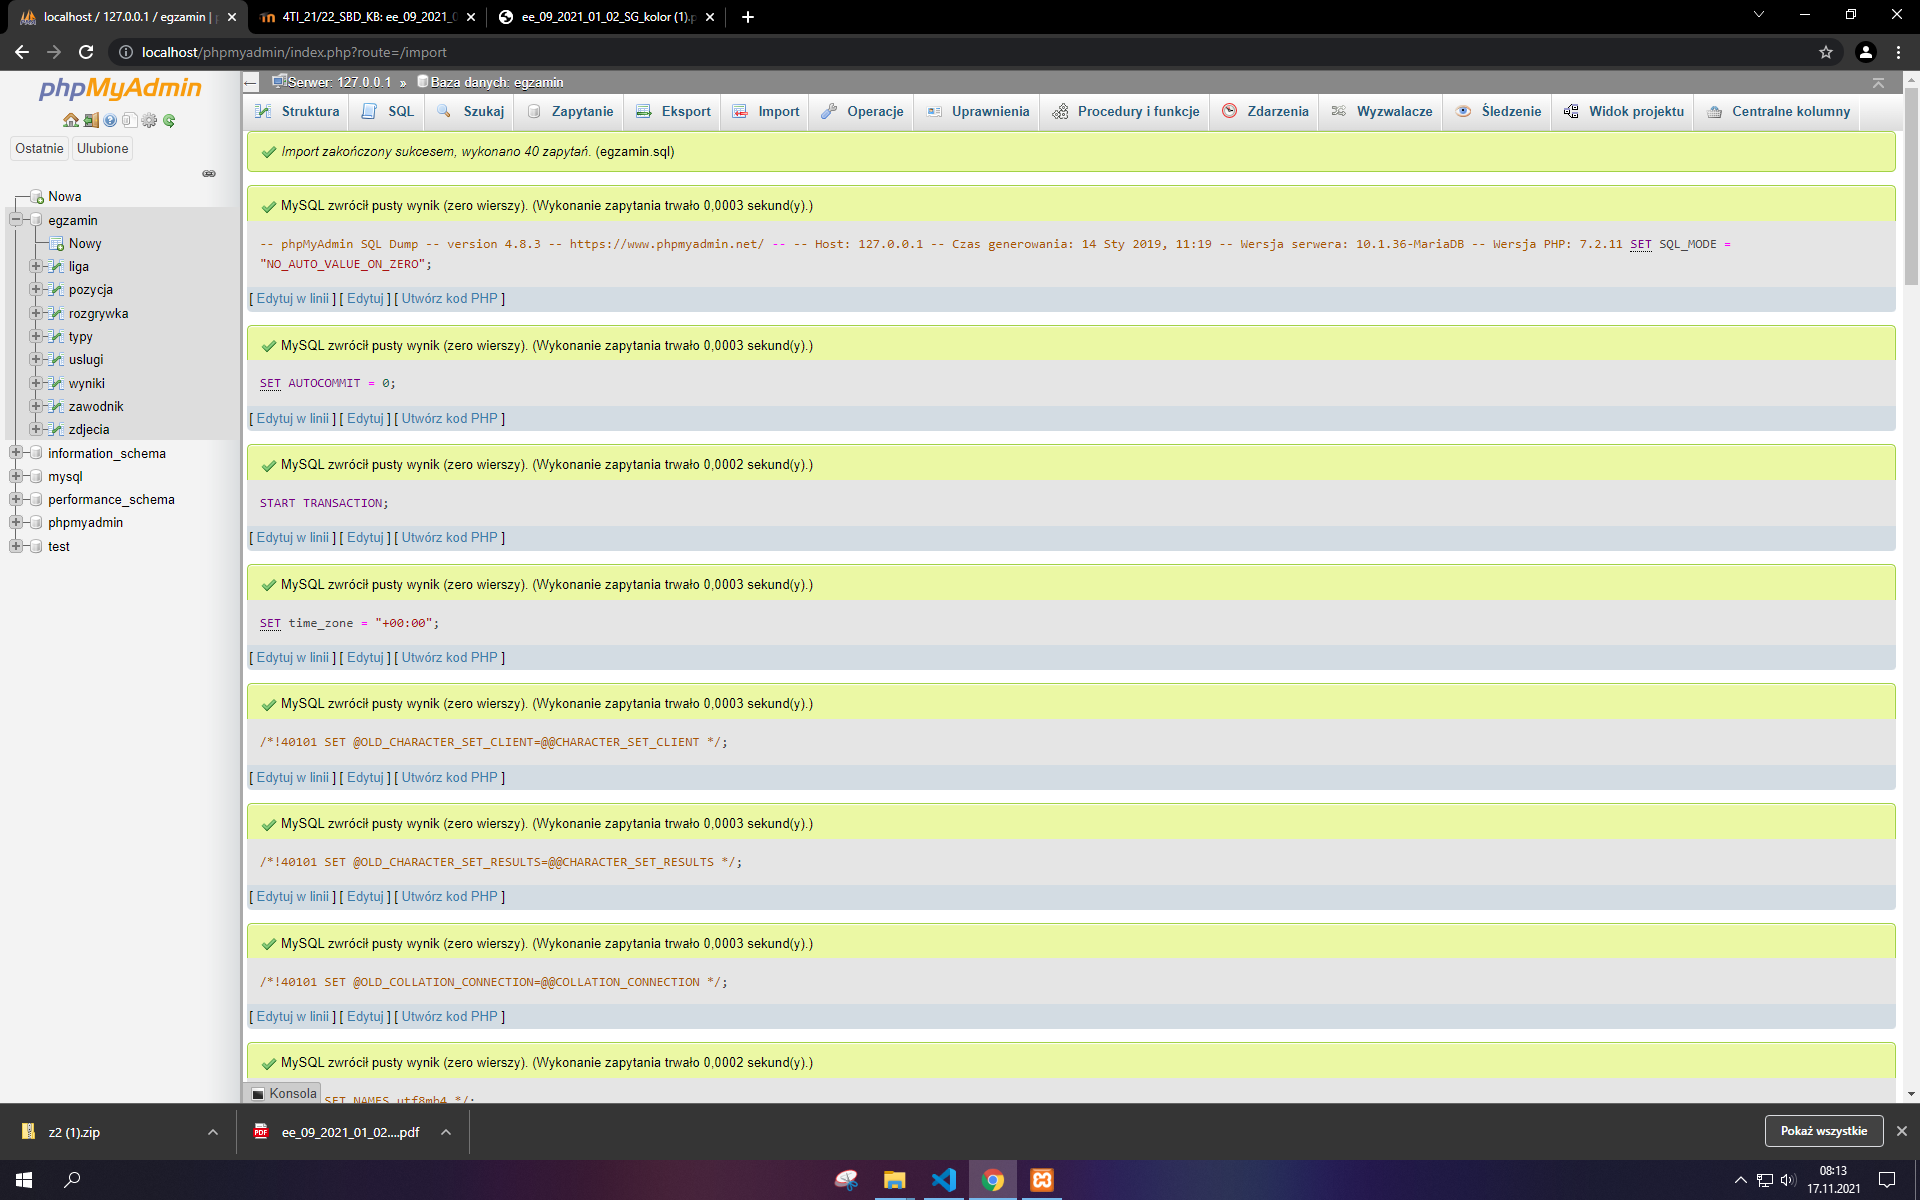 localhost / 127.0.0.1 / egzamin |
4TI_21/22_SBD_KB: ee_09_2021_0
ee_09_2021_01_02_SG_kolor (1).p
localhost/phpmyadmin/index.php?route=/import
phpMyAdmin
Ostatnie
Ulubione
Nowa
egzamin
Nowy
liga
pozycja
rozgrywka
typy
uslugi
wyniki
zawodnik
zdjecia
information_schema
mysql
performance_schema
phpmyadmin
test
Serwer: 127.0.0.1 » Baza danych: egzamin
Struktura SQL Szukaj Zapytanie Eksport Import Operacje Uprawnienia Procedury i funkcje Zdarzenia Wyzwalacze Śledzenie Widok projektu Centralne kolumny
Import zakończony sukcesem, wykonano 40 zapytań. (egzamin.sql)
MySQL zwrócił pusty wynik (zero wierszy). (Wykonanie zapytania trwało 0,0003 sekund(y).)
-- phpMyAdmin SQL Dump -- version 4.8.3 -- https://www.phpmyadmin.net/ -- -- Host: 127.0.0.1 -- Czas generowania: 14 Sty 2019, 11:19 -- Wersja serwera: 10.1.36-MariaDB -- Wersja PHP: 7.2.11 SET SQL_MODE =
"NO_AUTO_VALUE_ON_ZERO";
[ Edytuj w linii ] [ Edytuj ] [ Utwórz kod PHP ]
MySQL zwrócił pusty wynik (zero wierszy). (Wykonanie zapytania trwało 0,0003 sekund(y).)
SET AUTOCOMMIT = 0;
[ Edytuj w linii ] [ Edytuj ] [ Utwórz kod PHP ]
MySQL zwrócił pusty wynik (zero wierszy). (Wykonanie zapytania trwało 0,0002 sekund(y).)
START TRANSACTION;
[ Edytuj w linii ] [ Edytuj ] [ Utwórz kod PHP ]
MySQL zwrócił pusty wynik (zero wierszy). (Wykonanie zapytania trwało 0,0003 sekund(y).)
SET time_zone = "+00:00";
[ Edytuj w linii ] [ Edytuj ] [ Utwórz kod PHP ]
MySQL zwrócił pusty wynik (zero wierszy). (Wykonanie zapytania trwało 0,0003 sekund(y).)
/*!40101 SET @OLD_CHARACTER_SET_CLIENT=@@CHARACTER_SET_CLIENT */;
[ Edytuj w linii ] [ Edytuj ] [ Utwórz kod PHP ]
MySQL zwrócił pusty wynik (zero wierszy). (Wykonanie zapytania trwało 0,0003 sekund(y).)
/*!40101 SET @OLD_CHARACTER_SET_RESULTS=@@CHARACTER_SET_RESULTS */;
[ Edytuj w linii ] [ Edytuj ] [ Utwórz kod PHP ]
MySQL zwrócił pusty wynik (zero wierszy). (Wykonanie zapytania trwało 0,0003 sekund(y).)
/*!40101 SET @OLD_COLLATION_CONNECTION=@@COLLATION_CONNECTION */;
[ Edytuj w linii ] [ Edytuj ] [ Utwórz kod PHP ]
MySQL zwrócił pusty wynik (zero wierszy). (Wykonanie zapytania trwało 0,0002 sekund(y).)
SET NAMES utf8mb4 */;
Konsola
z2 (1).zip
ee_09_2021_01_02....pdf
Pokaż wszystkie
08:13
17.11.2021